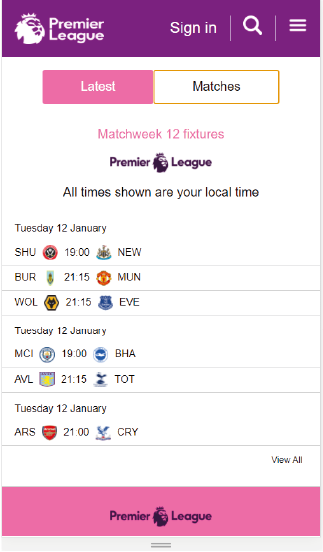 Premier
League
Sign in
Latest
Matches
Matchweek 12 fixtures
Premier League
All times shown are your local time
Tuesday 12 January
SHU 19:00 NEW
BUR 21:15 MUN
WOL 21:15 EVE
Tuesday 12 January
MCI 19:00 BHA
AVL 21:15 TOT
Tuesday 12 January
ARS 21:00 CRY
View All
Premier League